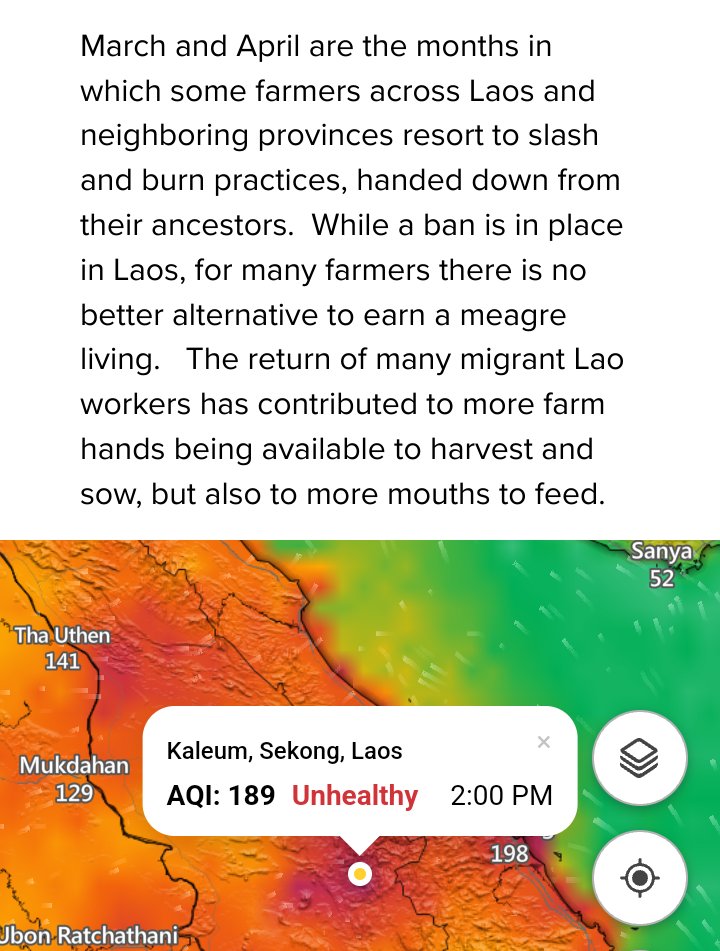 March and April are the months in
which some farmers across Laos and
neighboring provinces resort to slash
and burn practices, handed down from
their ancestors.  While a ban is in place
in Laos, for many farmers there is no
better alternative to earn a meagre
living.   The return of many migrant Lao
workers has contributed to more farm
hands being available to harvest and
sow, but also to more mouths to feed.
Sanya
52
Tha Uthen
141
Kaleum, Sekong, Laos
×
AQI: 189 Unhealthy 2:00 PM
Mukdahan
129
198
Ubon Ratchathani